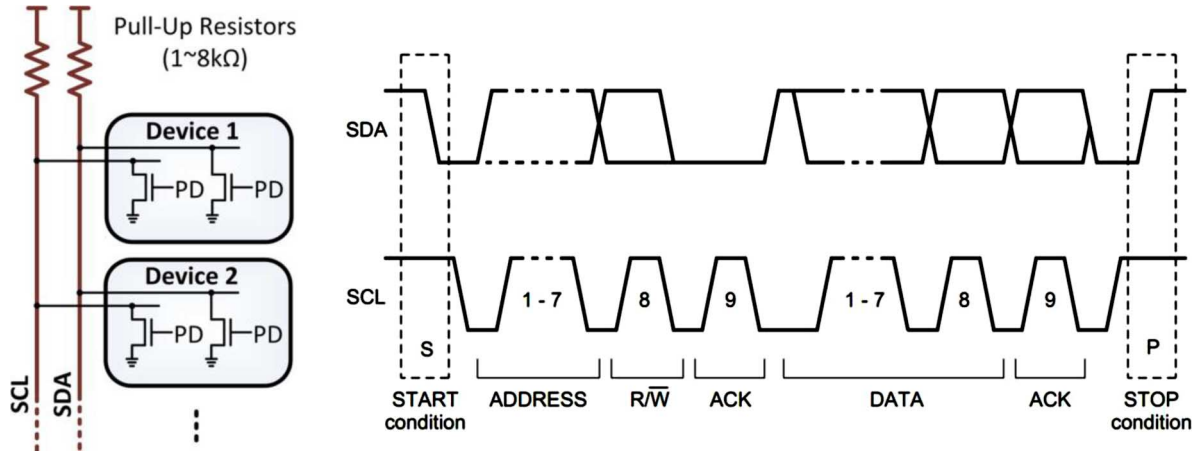 Pull-Up Resistors
(1~8kΩ)
Device 1
PD
PD
Device 2
PD
PD
SCL
SDA
SDA
SCL
1 - 7
8
9
1 - 7
8
9
S
P
START
condition
ADDRESS
R/W̅
ACK
DATA
ACK
STOP
condition